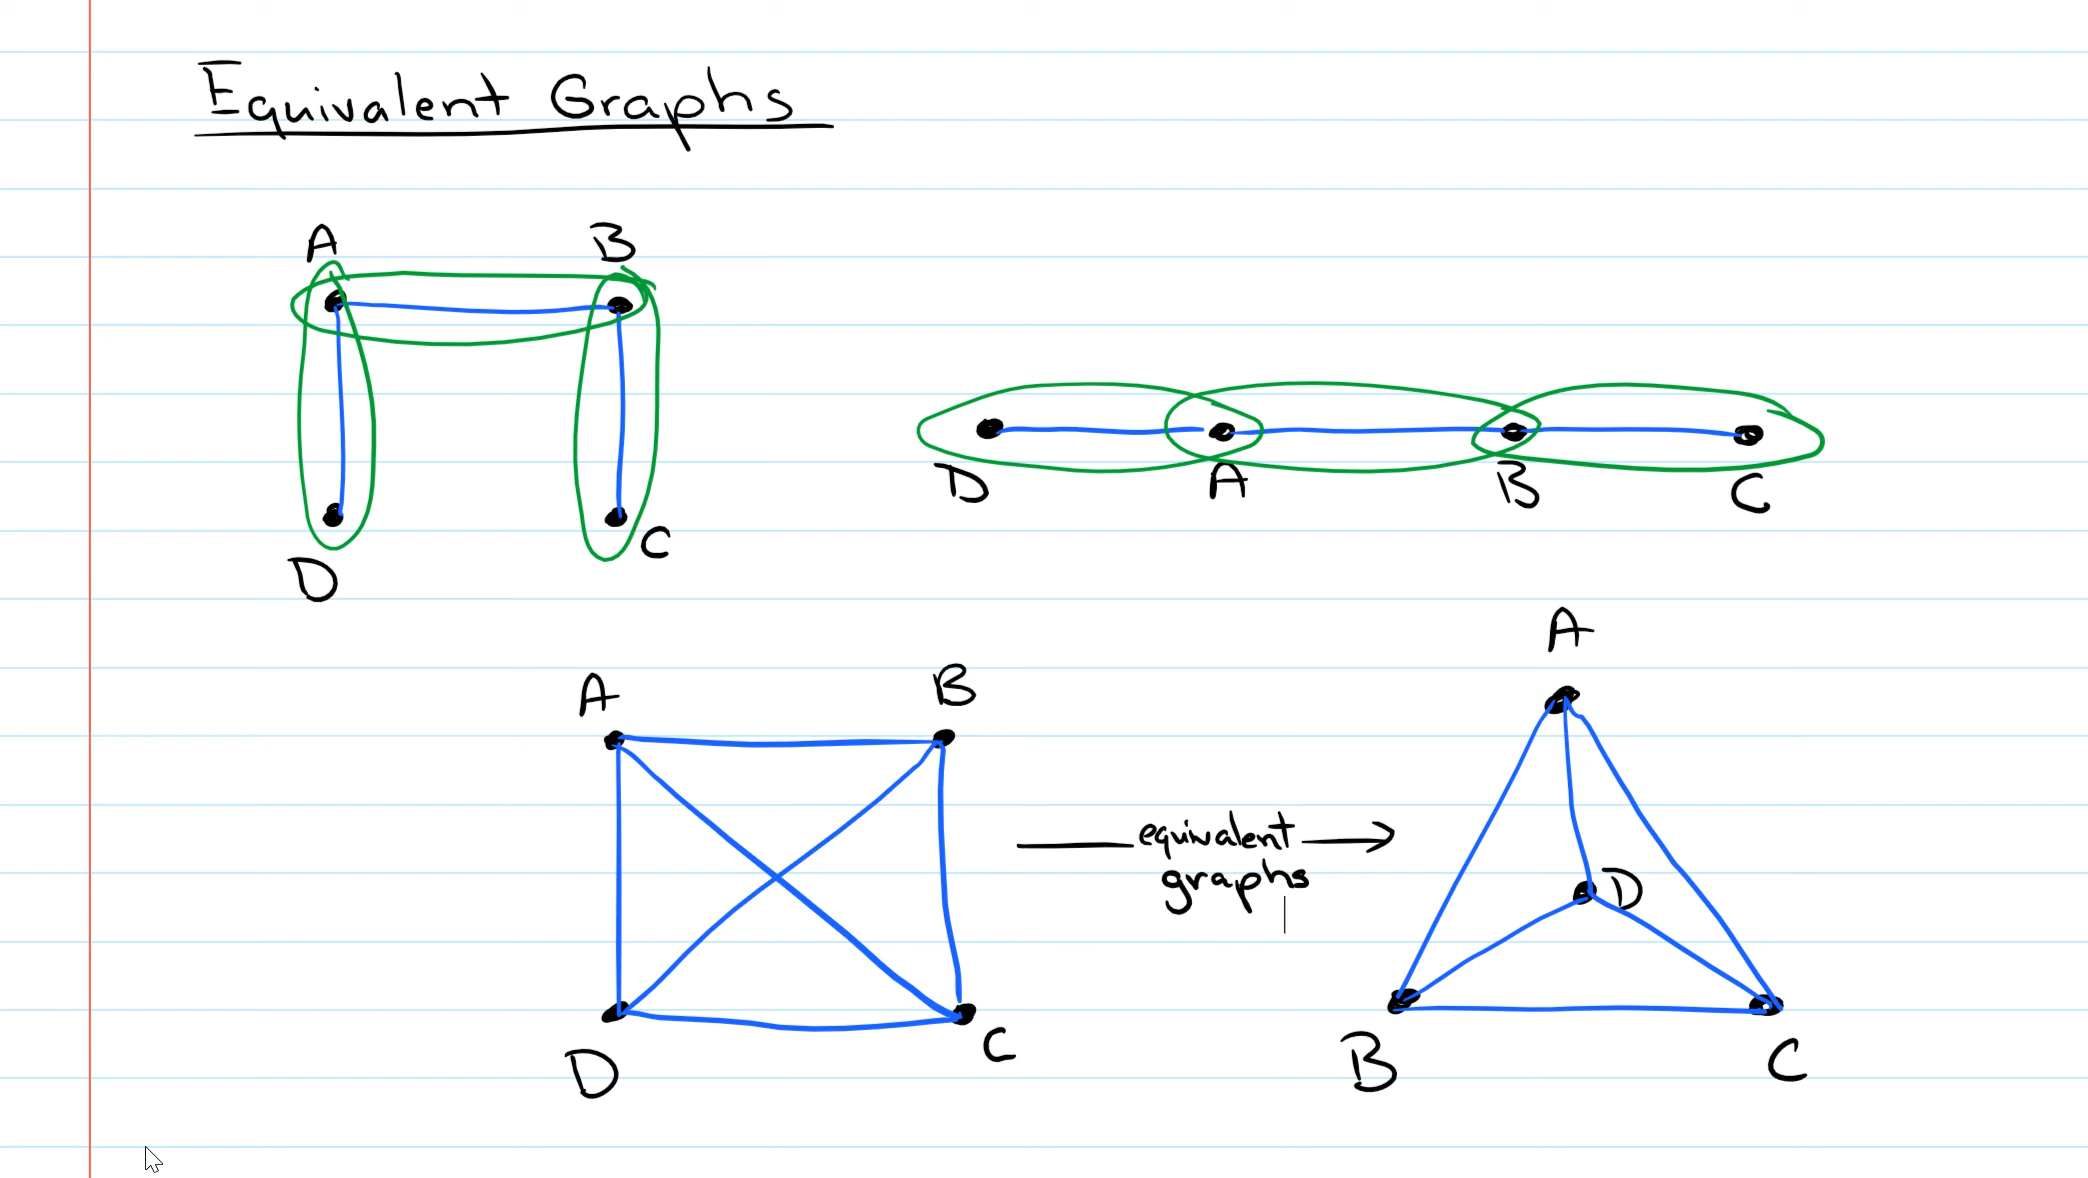 Equivalent Graphs
A B
D C
D A B C
A B
D C
equivalent
graphs
A
D
B C